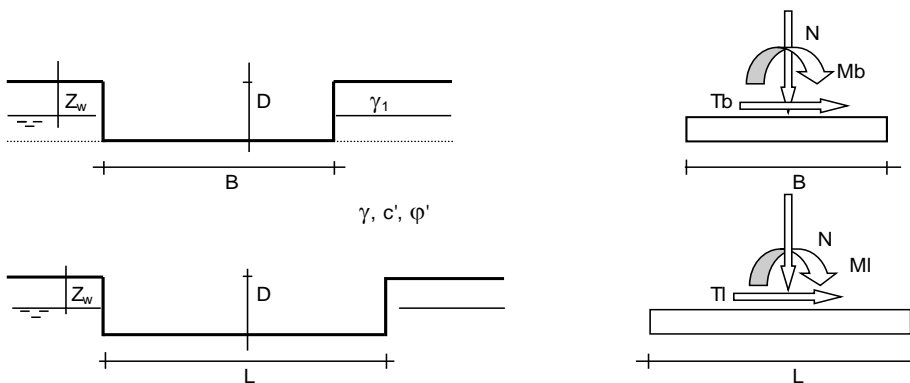 Z_w D γ₁
B
γ, c', φ'
Z_w D
L
N
Mb
Tb
B
N
Ml
Tl
L